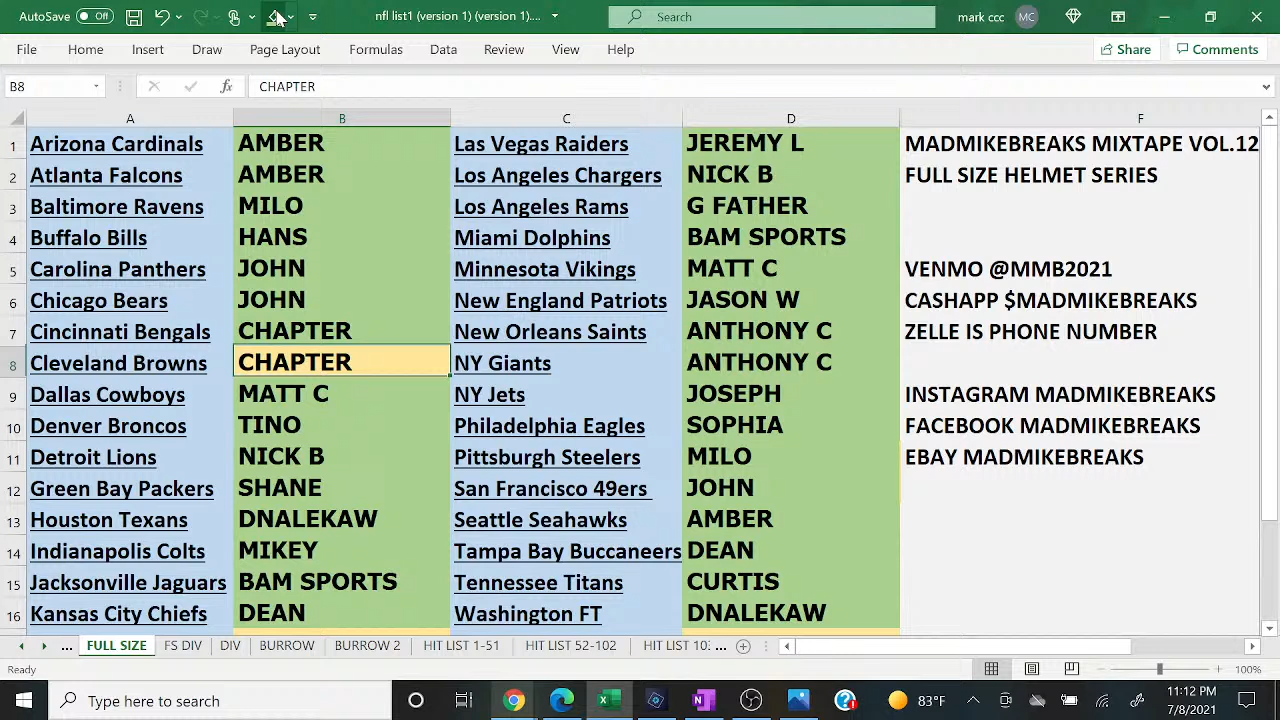 AutoSave Off nfl list1 (version 1) (version 1).... Search mark ccc MC
File Home Insert Draw Page Layout Formulas Data Review View Help Share Comments
B8 fx CHAPTER
A B C D F
1 Arizona Cardinals AMBER Las Vegas Raiders JEREMY L MADMIKEBREAKS MIXTAPE VOL.12
2 Atlanta Falcons AMBER Los Angeles Chargers NICK B FULL SIZE HELMET SERIES
3 Baltimore Ravens MILO Los Angeles Rams G FATHER
4 Buffalo Bills HANS Miami Dolphins BAM SPORTS
5 Carolina Panthers JOHN Minnesota Vikings MATT C VENMO @MMB2021
6 Chicago Bears JOHN New England Patriots JASON W CASHAPP $MADMIKEBREAKS
7 Cincinnati Bengals CHAPTER New Orleans Saints ANTHONY C ZELLE IS PHONE NUMBER
8 Cleveland Browns CHAPTER NY Giants ANTHONY C
9 Dallas Cowboys MATT C NY Jets JOSEPH INSTAGRAM MADMIKEBREAKS
10 Denver Broncos TINO Philadelphia Eagles SOPHIA FACEBOOK MADMIKEBREAKS
11 Detroit Lions NICK B Pittsburgh Steelers MILO EBAY MADMIKEBREAKS
12 Green Bay Packers SHANE San Francisco 49ers JOHN
13 Houston Texans DNALEKAW Seattle Seahawks AMBER
14 Indianapolis Colts MIKEY Tampa Bay Buccaneers DEAN
15 Jacksonville Jaguars BAM SPORTS Tennessee Titans CURTIS
16 Kansas City Chiefs DEAN Washington FT DNALEKAW
... FULL SIZE FS DIV DIV BURROW BURROW 2 HIT LIST 1-51 HIT LIST 52-102 HIT LIST 10 ...
Ready 100%
Type here to search 83°F 11:12 PM
7/8/2021